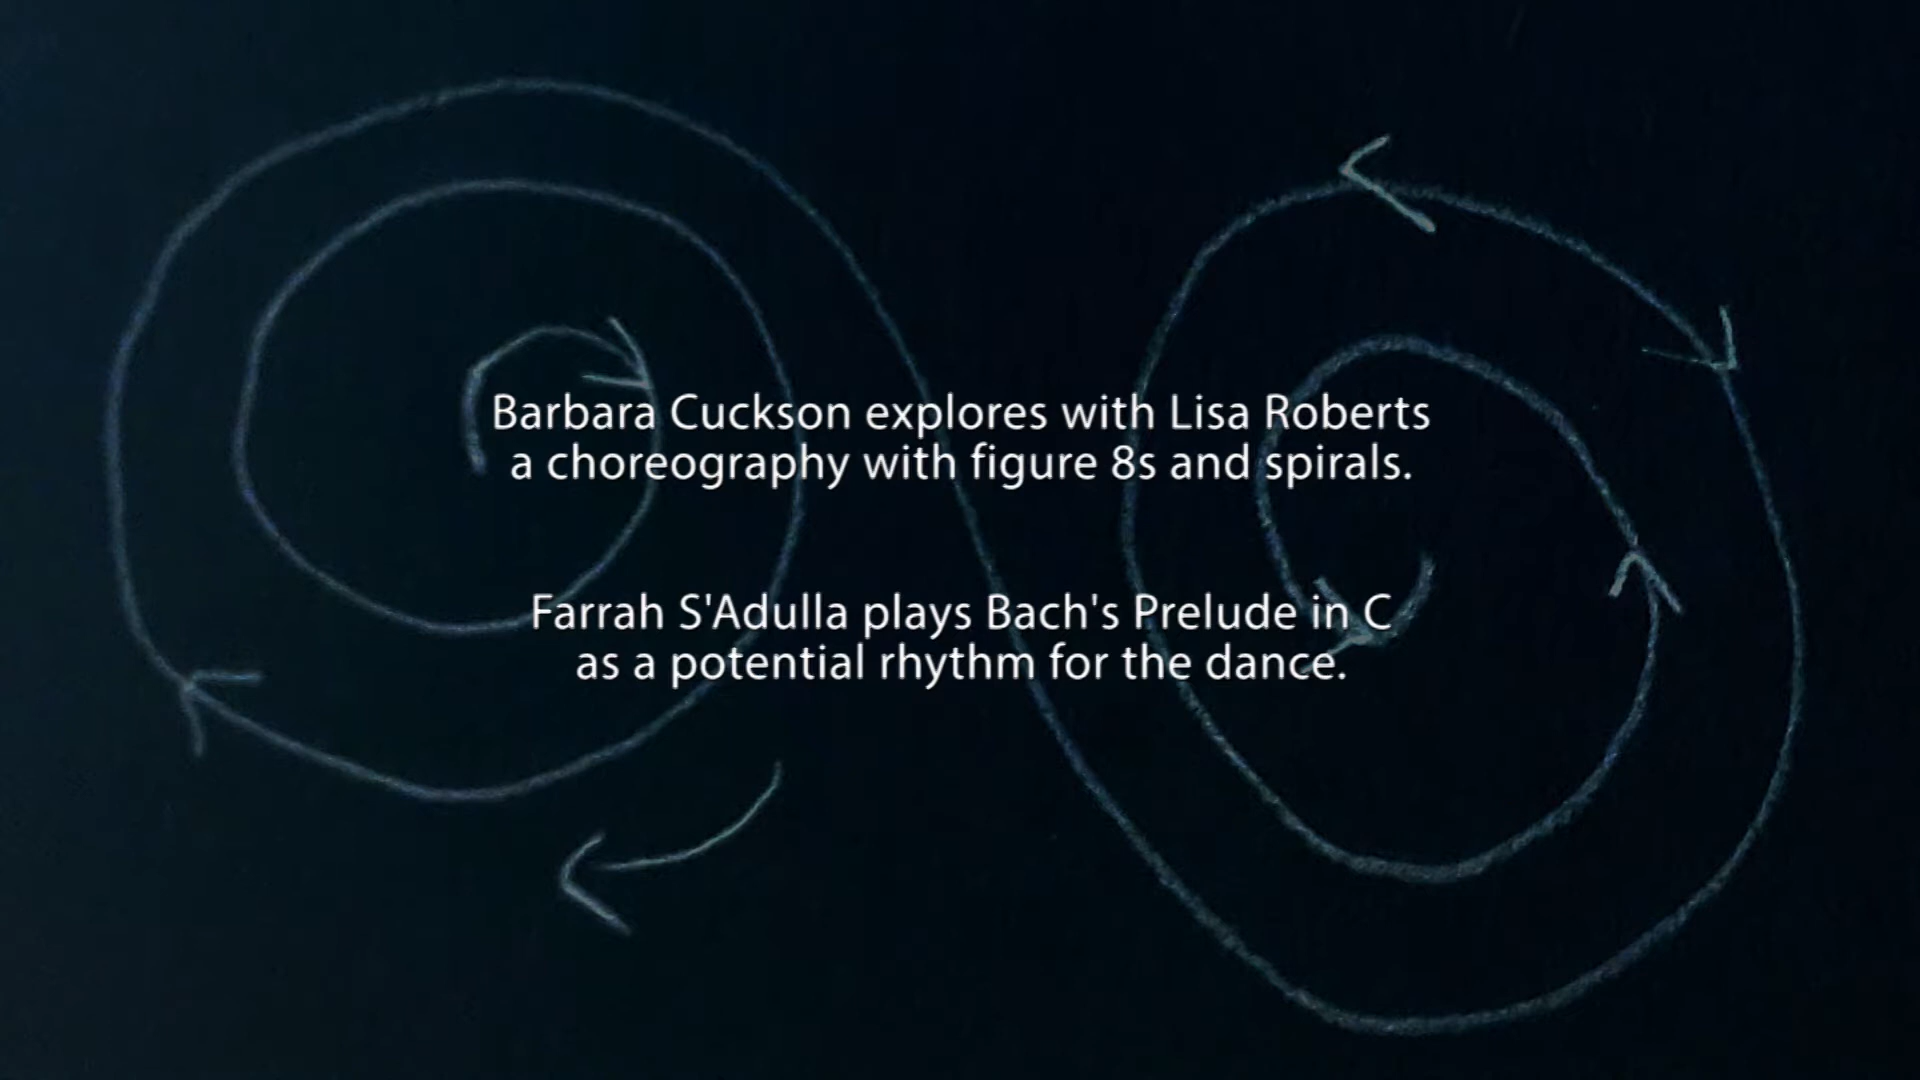 Barbara Cuckson explores with Lisa Roberts
a choreography with figure 8s and spirals.
Farrah S'Adulla plays Bach's Prelude in C
as a potential rhythm for the dance.